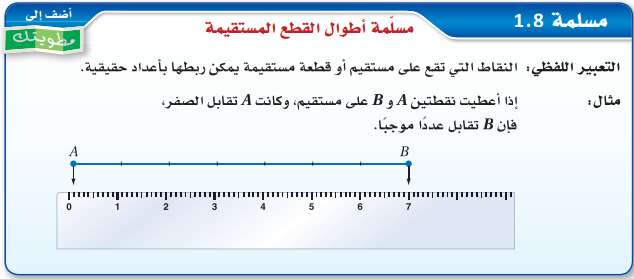 مسلمة 1.8
مسلّمة أطوال القطع المستقيمة
أضف إلى
مطويتك
التعبير اللفظي: النقاط التي تقع على مستقيم أو قطعة مستقيمة يمكن ربطها بأعداد حقيقية.
مثال: إذا أعطيت نقطتين A و B على مستقيم، وكانت A تقابل الصفر،
فإن B تقابل عددًا موجبًا.
A B
0 1 2 3 4 5 6 7